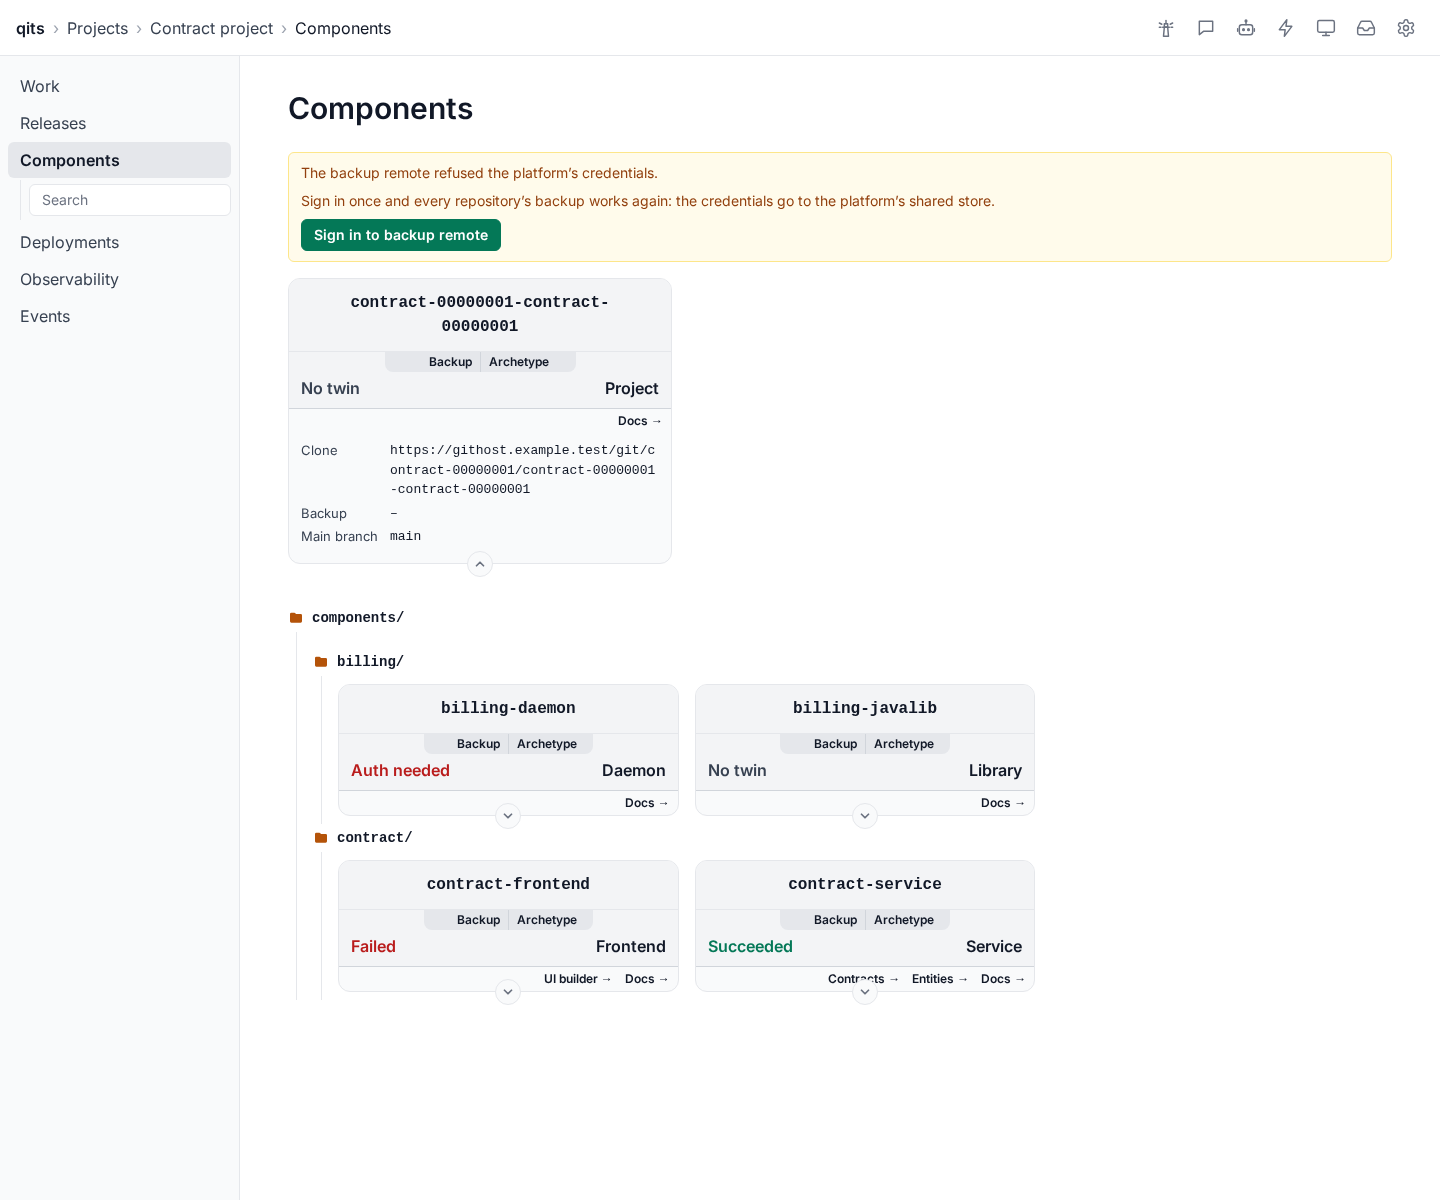 qits › Projects › Contract project › Components
Work
Releases
Components
Search
Deployments
Observability
Events
Components
The backup remote refused the platform’s credentials.
Sign in once and every repository’s backup works again: the credentials go to the platform’s shared store.
Sign in to backup remote
contract-00000001-contract-
00000001
Backup Archetype
No twin Project
Docs →
Clone https://githost.example.test/git/c
ontract-00000001/contract-00000001
-contract-00000001
Backup –
Main branch main
components/
billing/
billing-daemon
Backup Archetype
Auth needed Daemon
Docs →
billing-javalib
Backup Archetype
No twin Library
Docs →
contract/
contract-frontend
Backup Archetype
Failed Frontend
UI builder → Docs →
contract-service
Backup Archetype
Succeeded Service
Contracts → Entities → Docs →